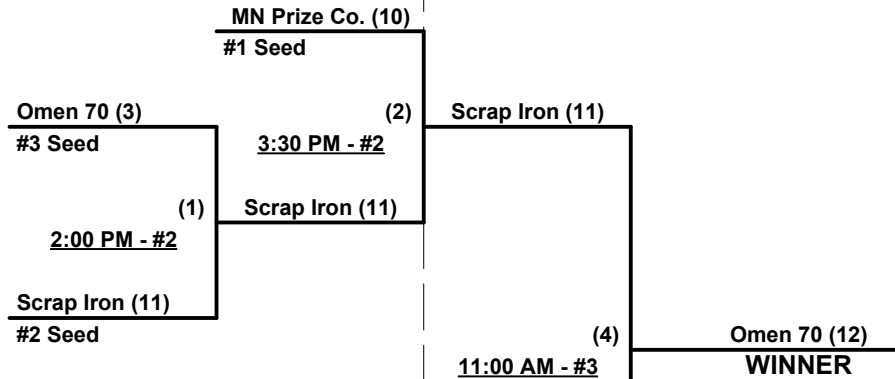 MN Prize Co. (10)
#1 Seed
Omen 70 (3)
#3 Seed
(2)
Scrap Iron (11)
3:30 PM - #2
(1)
Scrap Iron (11)
2:00 PM - #2
Scrap Iron (11)
#2 Seed
(4)
Omen 70 (12)
11:00 AM - #3
WINNER